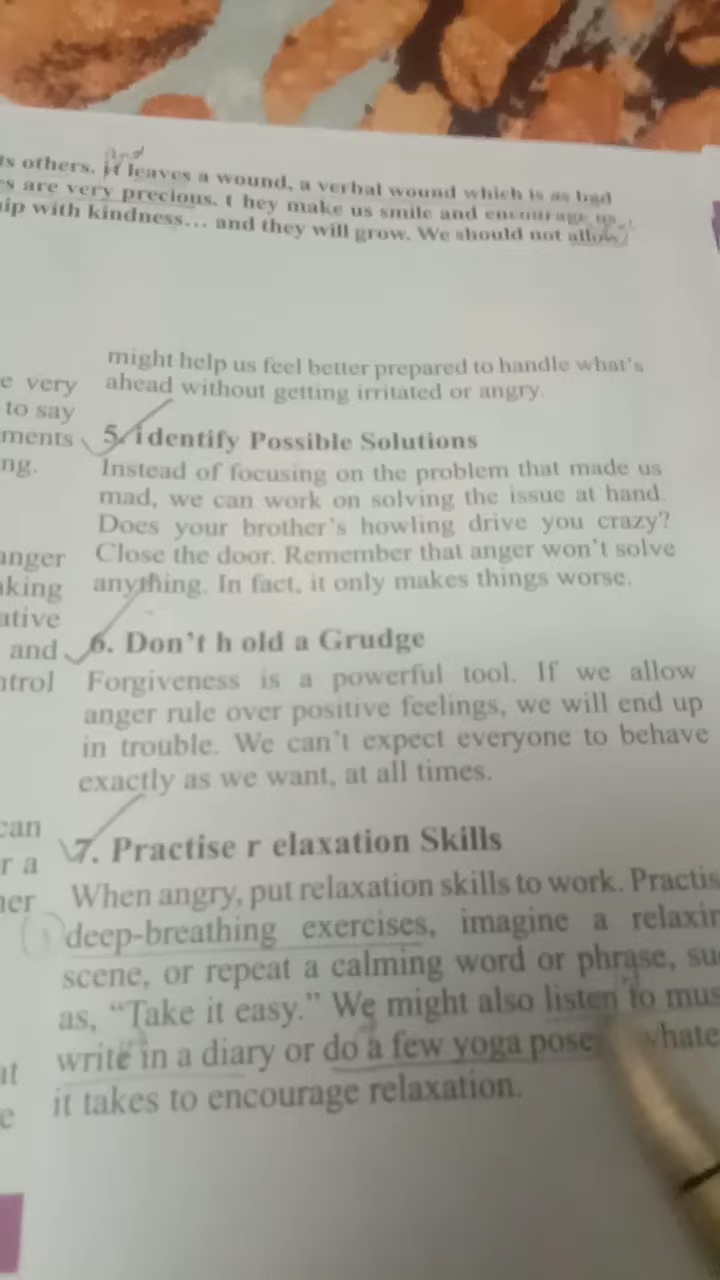 and
ts others. it leaves a wound, a verbal wound which is as bad
s are very precious. t hey make us smile and encourage us.
ip with kindness... and they will grow. We should not allow
e very
to say
ments
ng.
anger
king
ative
and
ntrol
can
r a
her
at
e
might help us feel better prepared to handle what's
ahead without getting irritated or angry.
5. identify Possible Solutions
Instead of focusing on the problem that made us
mad, we can work on solving the issue at hand.
Does your brother's howling drive you crazy?
Close the door. Remember that anger won't solve
anything. In fact, it only makes things worse.
6. Don't h old a Grudge
Forgiveness is a powerful tool. If we allow
anger rule over positive feelings, we will end up
in trouble. We can't expect everyone to behave
exactly as we want, at all times.
7. Practise r elaxation Skills
When angry, put relaxation skills to work. Practis
deep-breathing exercises, imagine a relaxin
scene, or repeat a calming word or phrase, su
as, “Take it easy.” We might also listen to mus
write in a diary or do a few yoga pose whate
it takes to encourage relaxation.